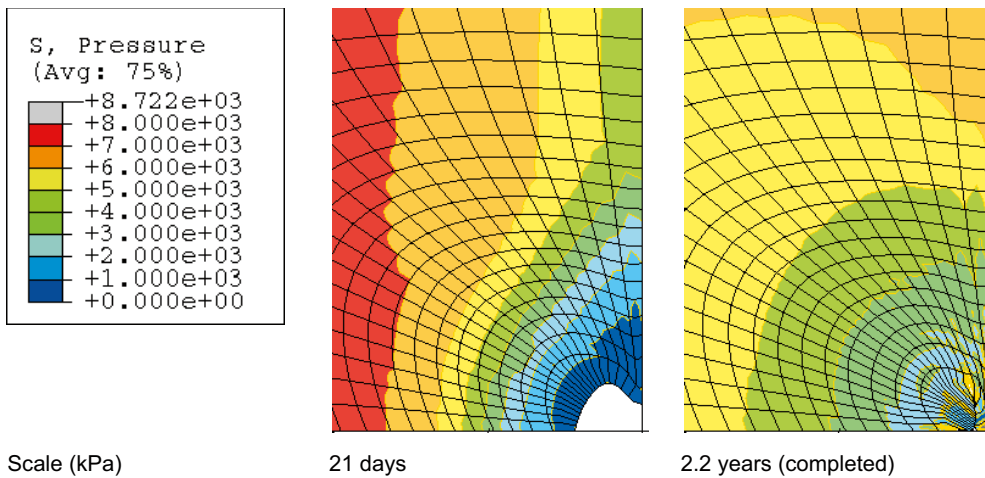 S, Pressure
(Avg: 75%)
+8.722e+03
+8.000e+03
+7.000e+03
+6.000e+03
+5.000e+03
+4.000e+03
+3.000e+03
+2.000e+03
+1.000e+03
+0.000e+00
Scale (kPa)
21 days
2.2 years (completed)